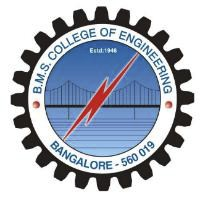 B.M.S. COLLEGE OF ENGINEERING
Estd.1946
BANGALORE - 560 019